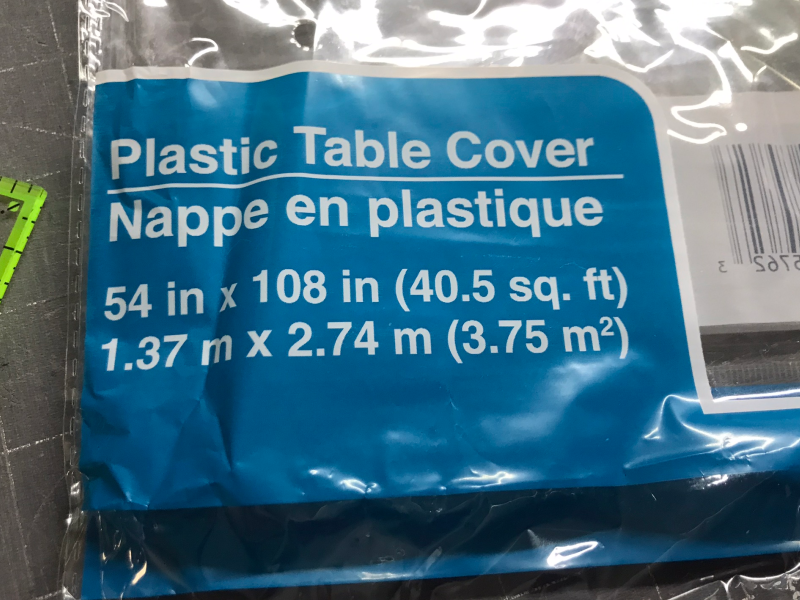 Plastic Table Cover
Nappe en plastique
54 in x 108 in (40.5 sq. ft)
1.37 m x 2.74 m (3.75 m²)